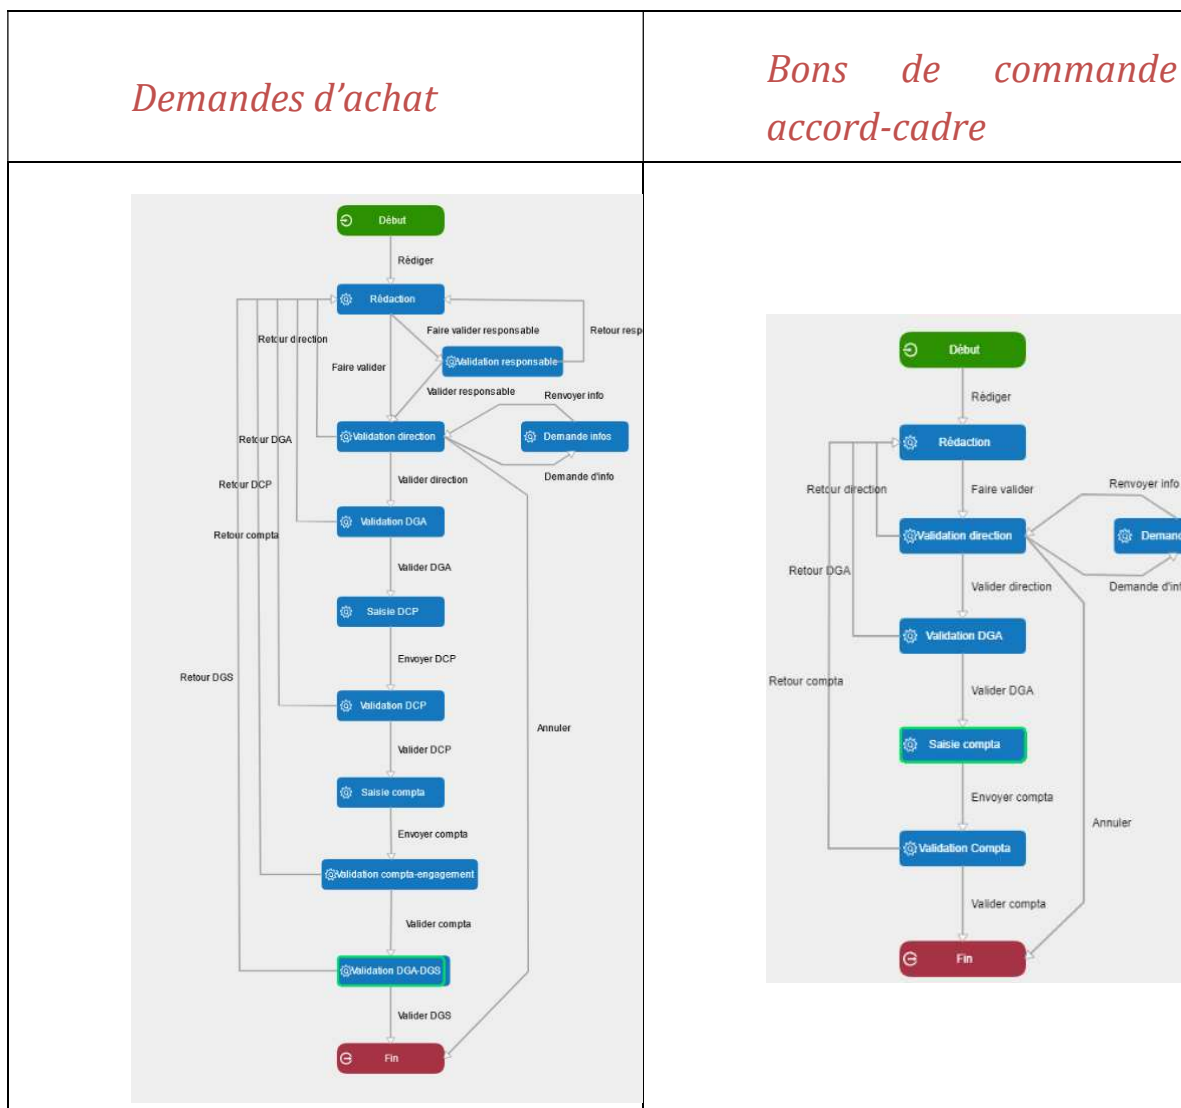 Demandes d'achat
Bons de commande
accord-cadre
Début
Rédiger
Rédaction
Faire valider responsable
Retour resp
Retour direction
Validation responsable
Faire valider
Valider responsable
Renvoyer info
Validation direction
Demande infos
Retour DGA
Demande d'info
Valider direction
Retour DCP
Validation DGA
Retour compta
Valider DGA
Saisie DCP
Envoyer DCP
Retour DGS
Validation DCP
Annuler
Valider DCP
Saisie compta
Envoyer compta
Validation compta-engagement
Valider compta
Validation DGA-DGS
Valider DGS
Fin
Début
Rédiger
Rédaction
Renvoyer info
Retour direction
Faire valider
Validation direction
Demand
Retour DGA
Valider direction
Demande d'inf
Validation DGA
Retour compta
Valider DGA
Saisie compta
Envoyer compta
Annuler
Validation Compta
Valider compta
Fin